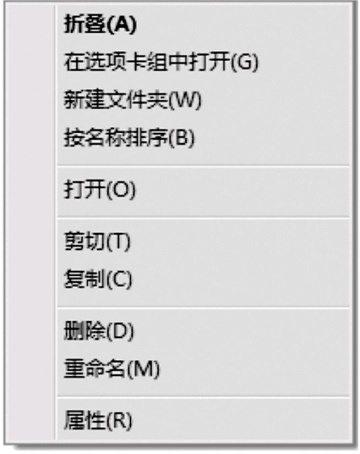 折叠(A)
在选项卡组中打开(G)
新建文件夹(W)
按名称排序(B)
打开(O)
剪切(T)
复制(C)
删除(D)
重命名(M)
属性(R)